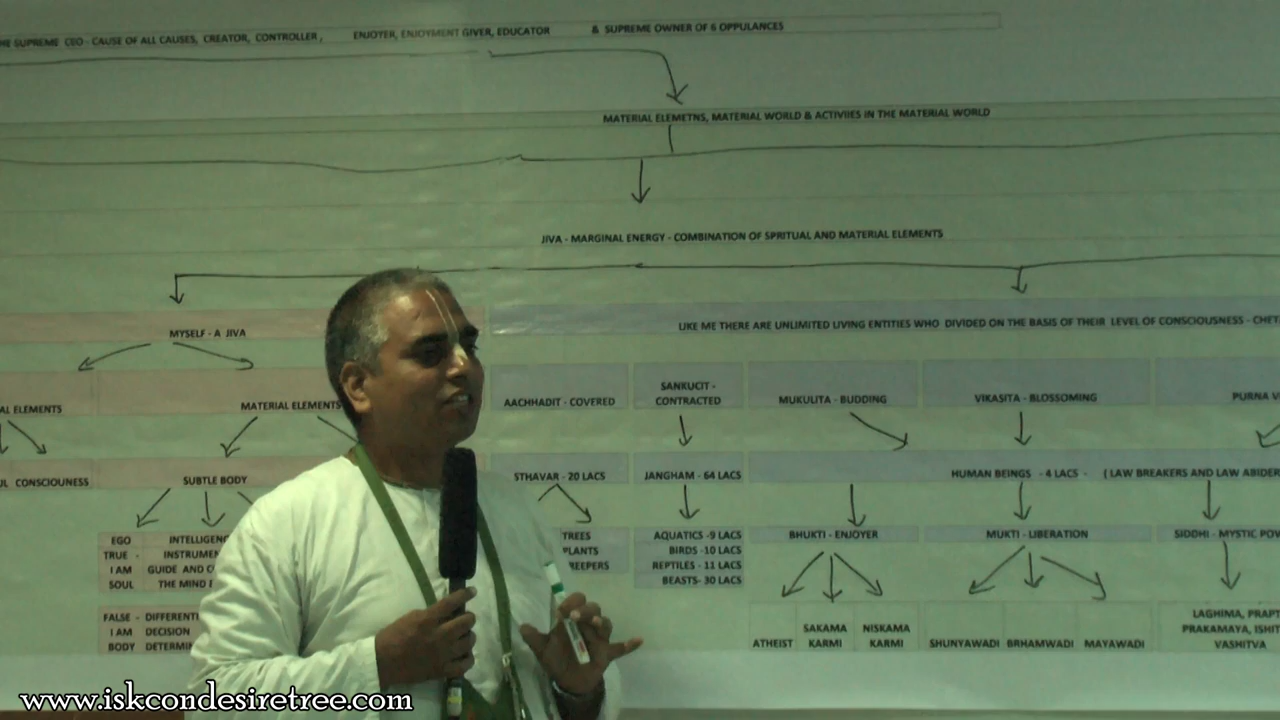 HE SUPREME CEO - CAUSE OF ALL CAUSES, CREATOR, CONTROLLER , ENJOYER, ENJOYMENT GIVER, EDUCATOR & SUPREME OWNER OF 6 OPPULANCES
MATERIAL ELEMETNS, MATERIAL WORLD & ACTIVIIES IN THE MATERIAL WORLD
JIVA - MARGINAL ENERGY - COMBINATION OF SPRITUAL AND MATERIAL ELEMENTS
MYSELF - A JIVA
LIKE ME THERE ARE UNLIMITED LIVING ENTITIES WHO DIVIDED ON THE BASIS OF THEIR LEVEL OF CONSCIOUSNESS - CHET
AL ELEMENTS
MATERIAL ELEMENTS
AACHHADIT - COVERED
SANKUCIT -
CONTRACTED
MUKULITA - BUDDING
VIKASITA - BLOSSOMING
PURNA V
UL CONSCIOUSNESS
SUBTLE BODY
STHAVAR - 20 LACS
JANGHAM - 64 LACS
HUMAN BEINGS - 4 LACS - ( LAW BREAKERS AND LAW ABIDER
EGO
TRUE -
I AM
SOUL
INTELLIGENC
INSTRUMEN
GUIDE AND C
THE MIND
FALSE -
I AM
BODY
DIFFERENTI
DECISION
DETERMIN
TREES
PLANTS
REEPERS
AQUATICS -9 LACS
BIRDS -10 LACS
REPTILES - 11 LACS
BEASTS- 30 LACS
BHUKTI - ENJOYER
MUKTI - LIBERATION
SIDDHI - MYSTIC POW
ATHEIST
SAKAMA
KARMI
NISKAMA
KARMI
SHUNYAWADI
BRHAMWADI
MAYAWADI
LAGHIMA, PRAPT
PRAKAMAYA, ISHIT
VASHITVA
www.iskcondesiretree.com